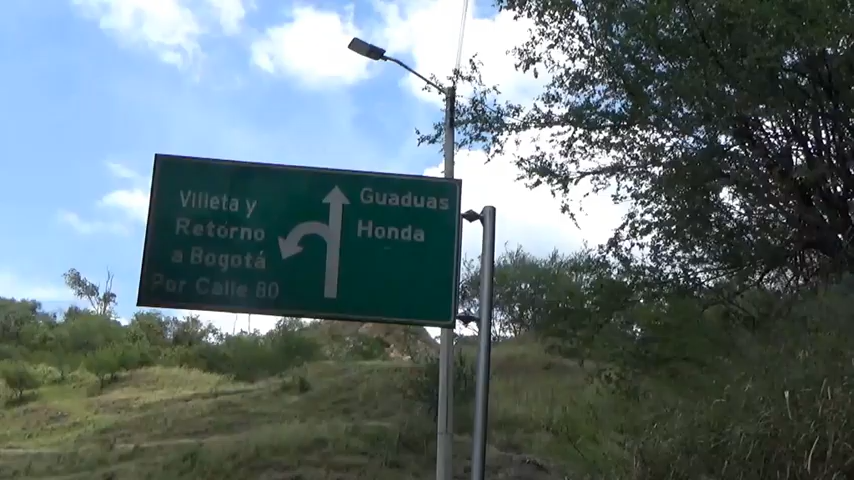 Villeta y
Retorno
a Bogotá
Por Calle 80
Guaduas
Honda